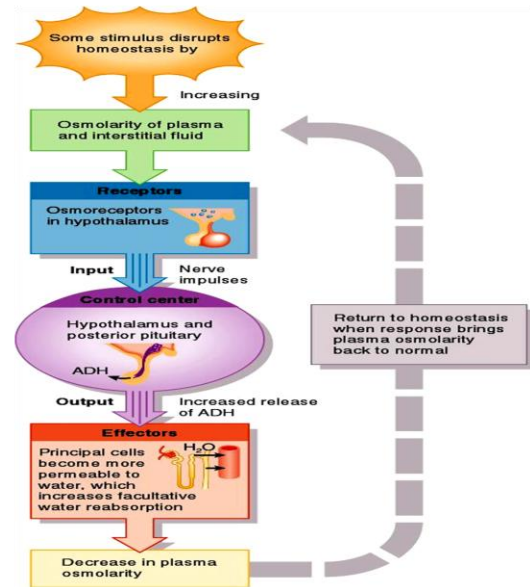 Some stimulus disrupts
homeostasis by
Increasing
Osmolarity of plasma
and interstitial fluid
Receptors
Osmoreceptors
in hypothalamus
Input
Nerve
impulses
Control center
Hypothalamus and
posterior pituitary
ADH
Output
Increased release
of ADH
Effectors
Principal cells
become more
permeable to
water, which
increases facultative
water reabsorption
H₂O
Decrease in plasma
osmolarity
Return to homeostasis
when response brings
plasma osmolarity
back to normal